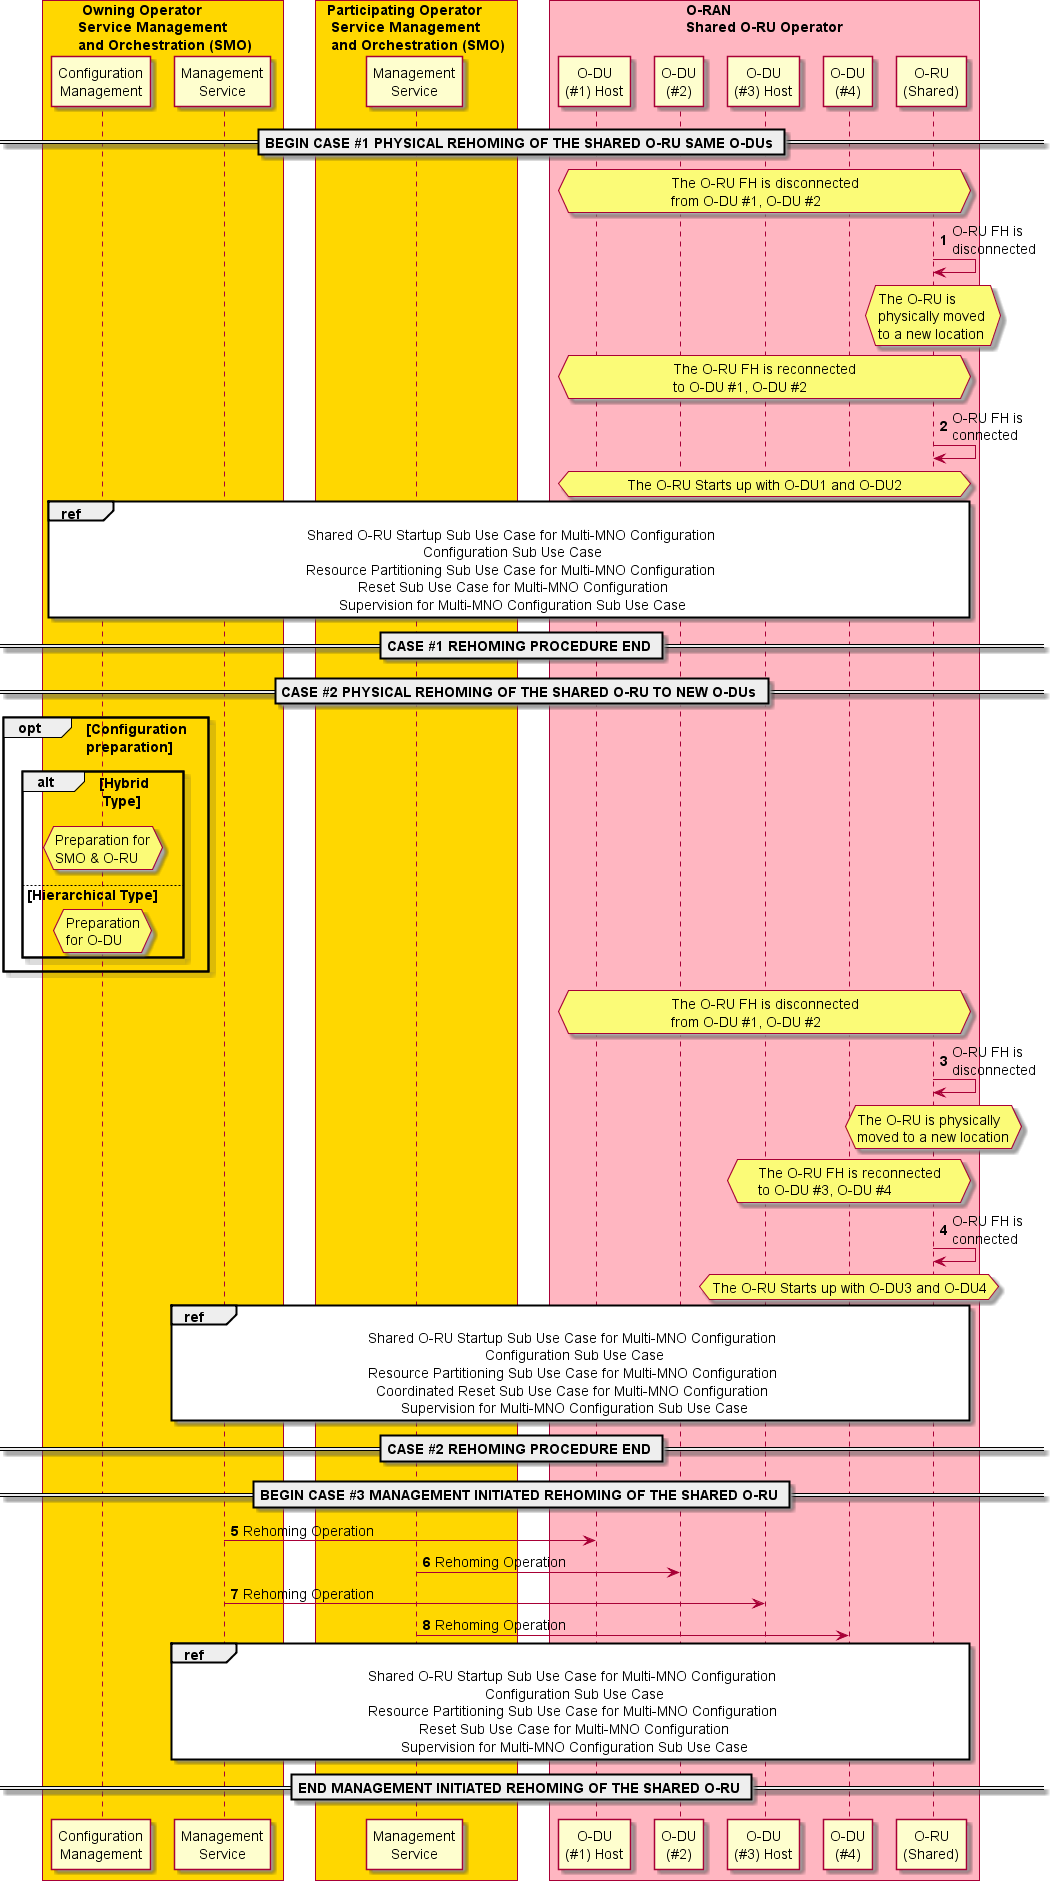 Owning Operator
Service Management
and Orchestration (SMO)
Participating Operator
Service Management
and Orchestration (SMO)
O-RAN
Shared O-RU Operator
Configuration
Management
Management
Service
Management
Service
O-DU
(#1) Host
O-DU
(#2)
O-DU
(#3) Host
O-DU
(#4)
O-RU
(Shared)
BEGIN CASE #1 PHYSICAL REHOMING OF THE SHARED O-RU SAME O-DUs
The O-RU FH is disconnected
from O-DU #1, O-DU #2
1 O-RU FH is
disconnected
The O-RU is
physically moved
to a new location
The O-RU FH is reconnected
to O-DU #1, O-DU #2
2 O-RU FH is
connected
The O-RU Starts up with O-DU1 and O-DU2
ref
Shared O-RU Startup Sub Use Case for Multi-MNO Configuration
Configuration Sub Use Case
Resource Partitioning Sub Use Case for Multi-MNO Configuration
Reset Sub Use Case for Multi-MNO Configuration
Supervision for Multi-MNO Configuration Sub Use Case
CASE #1 REHOMING PROCEDURE END
CASE #2 PHYSICAL REHOMING OF THE SHARED O-RU TO NEW O-DUs
opt [Configuration
preparation]
alt [Hybrid
Type]
Preparation for
SMO & O-RU
[Hierarchical Type]
Preparation
for O-DU
The O-RU FH is disconnected
from O-DU #1, O-DU #2
3 O-RU FH is
disconnected
The O-RU is physically
moved to a new location
The O-RU FH is reconnected
to O-DU #3, O-DU #4
4 O-RU FH is
connected
The O-RU Starts up with O-DU3 and O-DU4
ref
Shared O-RU Startup Sub Use Case for Multi-MNO Configuration
Configuration Sub Use Case
Resource Partitioning Sub Use Case for Multi-MNO Configuration
Coordinated Reset Sub Use Case for Multi-MNO Configuration
Supervision for Multi-MNO Configuration Sub Use Case
CASE #2 REHOMING PROCEDURE END
BEGIN CASE #3 MANAGEMENT INITIATED REHOMING OF THE SHARED O-RU
5 Rehoming Operation
6 Rehoming Operation
7 Rehoming Operation
8 Rehoming Operation
ref
Shared O-RU Startup Sub Use Case for Multi-MNO Configuration
Configuration Sub Use Case
Resource Partitioning Sub Use Case for Multi-MNO Configuration
Reset Sub Use Case for Multi-MNO Configuration
Supervision for Multi-MNO Configuration Sub Use Case
END MANAGEMENT INITIATED REHOMING OF THE SHARED O-RU
Configuration
Management
Management
Service
Management
Service
O-DU
(#1) Host
O-DU
(#2)
O-DU
(#3) Host
O-DU
(#4)
O-RU
(Shared)